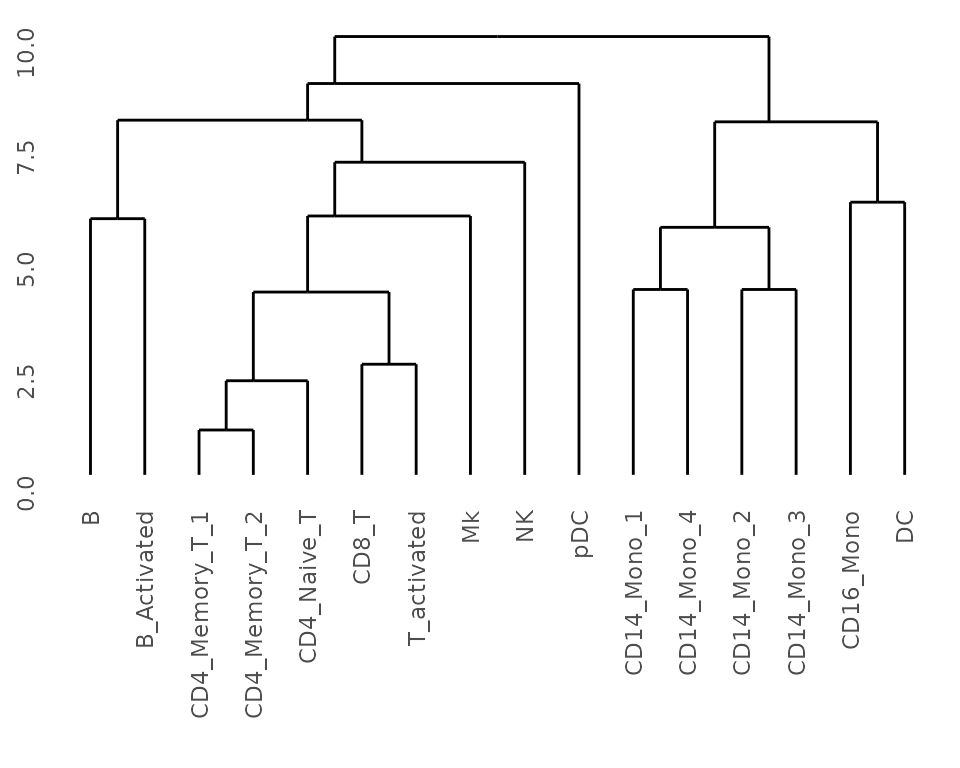 10.0
7.5
5.0
2.5
0.0
B
B_Activated
CD4_Memory_T_1
CD4_Memory_T_2
CD4_Naive_T
CD8_T
T_activated
Mk
NK
pDC
CD14_Mono_1
CD14_Mono_4
CD14_Mono_2
CD14_Mono_3
CD16_Mono
DC